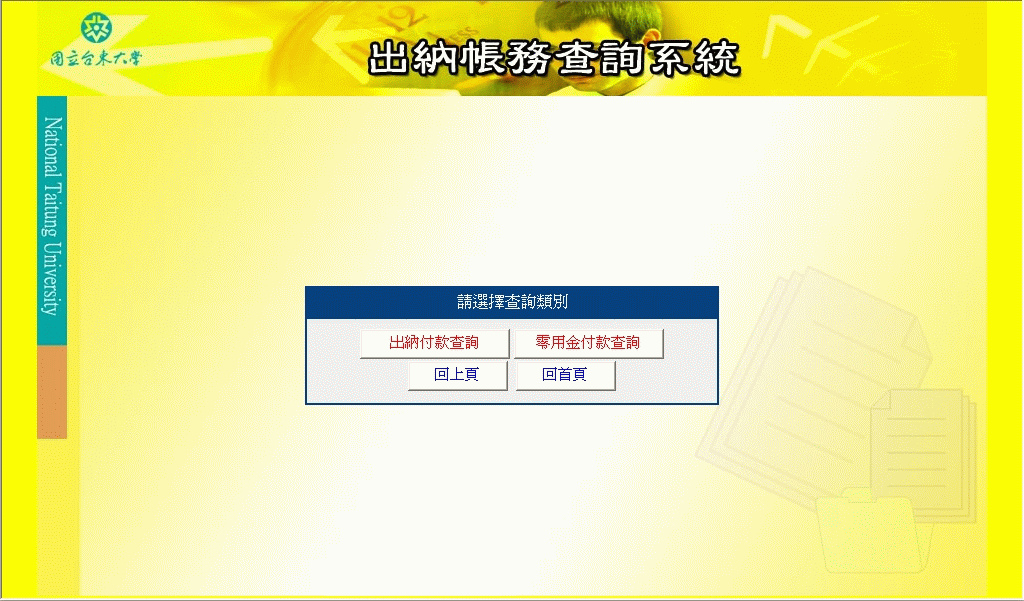 國立台東大學
出納帳務查詢系統
National Taitung University
請選擇查詢類別
出納付款查詢
零用金付款查詢
回上頁
回首頁
12